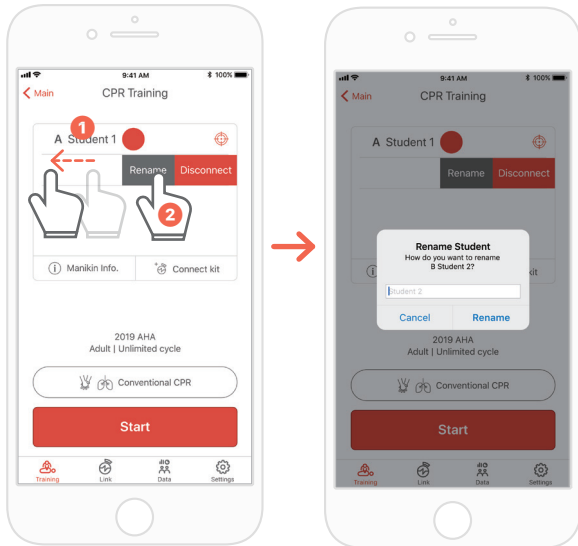 9:41 AM
100%
Main
CPR Training
1
A Student 1
Rename
Disconnect
2
Manikin Info.
Connect kit
2019 AHA
Adult | Unlimited cycle
Conventional CPR
Start
Training
Link
Data
Settings
9:41 AM
100%
Main
CPR Training
A Student 1
Rename
Disconnect
Rename Student
How do you want to rename
B Student 2?
kit
Student 2
Cancel
Rename
2019 AHA
Adult | Unlimited cycle
Conventional CPR
Start
Training
Link
Data
Settings